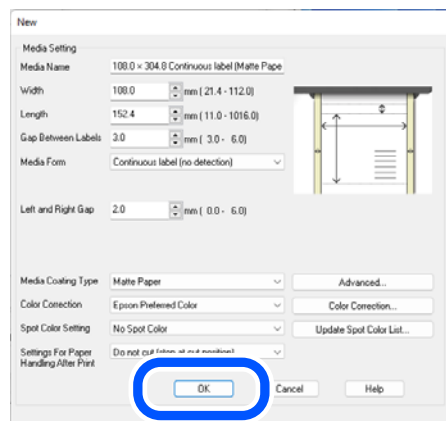 New
Media Setting
Media Name 108.0 × 304.8 Continuous label (Matte Pape
Width 108.0 mm ( 21.4 - 112.0)
Length 152.4 mm ( 11.0 - 1016.0)
Gap Between Labels 3.0 mm ( 3.0 - 6.0)
Media Form Continuous label (no detection)
Left and Right Gap 2.0 mm ( 0.0 - 6.0)
Media Coating Type Matte Paper Advanced...
Color Correction Epson Preferred Color Color Correction...
Spot Color Setting No Spot Color Update Spot Color List...
Settings For Paper Handling After Print Do not cut (stop at cut position)
OK Cancel Help